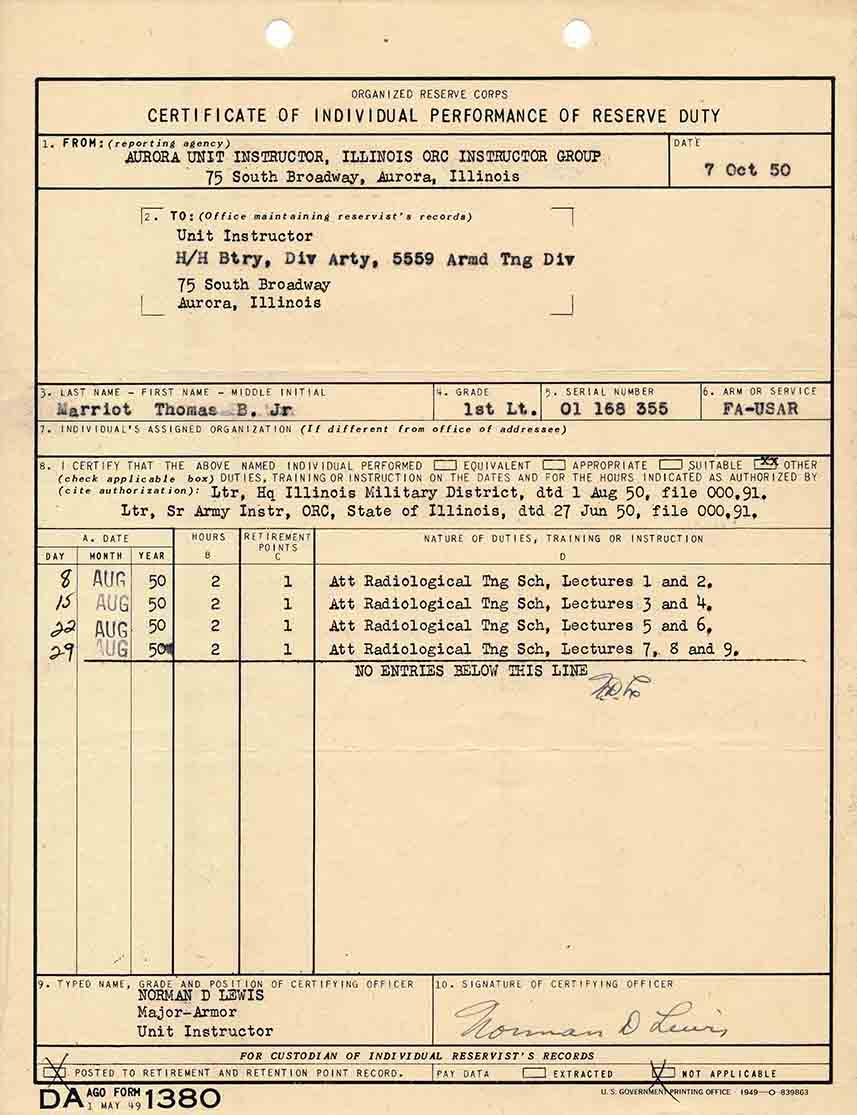 ORGANIZED RESERVE CORPS
CERTIFICATE OF INDIVIDUAL PERFORMANCE OF RESERVE DUTY
1. FROM: (reporting agency)
AURORA UNIT INSTRUCTOR, ILLINOIS ORC INSTRUCTOR GROUP
75 South Broadway, Aurora, Illinois
DATE
7 Oct 50
2. TO: (Office maintaining reservist's records)
Unit Instructor
H/H Btry, Div Arty, 5559 Armd Tng Div
75 South Broadway
Aurora, Illinois
3. LAST NAME - FIRST NAME - MIDDLE INITIAL 4. GRADE 5. SERIAL NUMBER 6. ARM OR SERVICE
Marriot Thomas B. Jr 1st Lt. 01 168 355 FA-USAR
7. INDIVIDUAL'S ASSIGNED ORGANIZATION (If different from office of addressee)
8. I CERTIFY THAT THE ABOVE NAMED INDIVIDUAL PERFORMED EQUIVALENT APPROPRIATE SUITABLE XX OTHER
(check applicable box) DUTIES, TRAINING OR INSTRUCTION ON THE DATES AND FOR THE HOURS INDICATED AS AUTHORIZED BY
(cite authorization): Ltr, Hq Illinois Military District, dtd 1 Aug 50, file 000.91.
Ltr, Sr Army Instr, ORC, State of Illinois, dtd 27 Jun 50, file 000.91.
A. DATE HOURS RETIREMENT POINTS NATURE OF DUTIES, TRAINING OR INSTRUCTION
DAY MONTH YEAR B C D
8 AUG 50 2 1 Att Radiological Tng Sch, Lectures 1 and 2.
15 AUG 50 2 1 Att Radiological Tng Sch, Lectures 3 and 4.
22 AUG 50 2 1 Att Radiological Tng Sch, Lectures 5 and 6.
29 AUG 50 2 1 Att Radiological Tng Sch, Lectures 7, 8 and 9.
NO ENTRIES BELOW THIS LINE
9. TYPED NAME, GRADE AND POSITION OF CERTIFYING OFFICER
NORMAN D LEWIS
Major-Armor
Unit Instructor
10. SIGNATURE OF CERTIFYING OFFICER
Norman D Lewis
FOR CUSTODIAN OF INDIVIDUAL RESERVIST'S RECORDS
X POSTED TO RETIREMENT AND RETENTION POINT RECORD. PAY DATA EXTRACTED X NOT APPLICABLE
DA AGO FORM 1 MAY 49 1380
U. S. GOVERNMENT PRINTING OFFICE 1949—O-839863